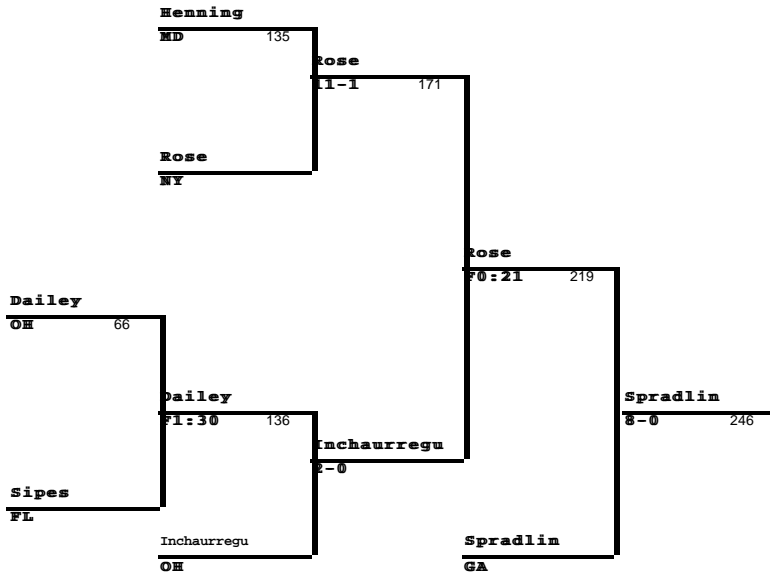 Henning
MD 135
Rose
11-1 171
Rose
NY
Rose
F0:21 219
Dailey
OH 66
Dailey
F1:30 136
Spradlin
8-0 246
Inchaurregu
2-0
Sipes
FL
Inchaurregu
OH
Spradlin
GA